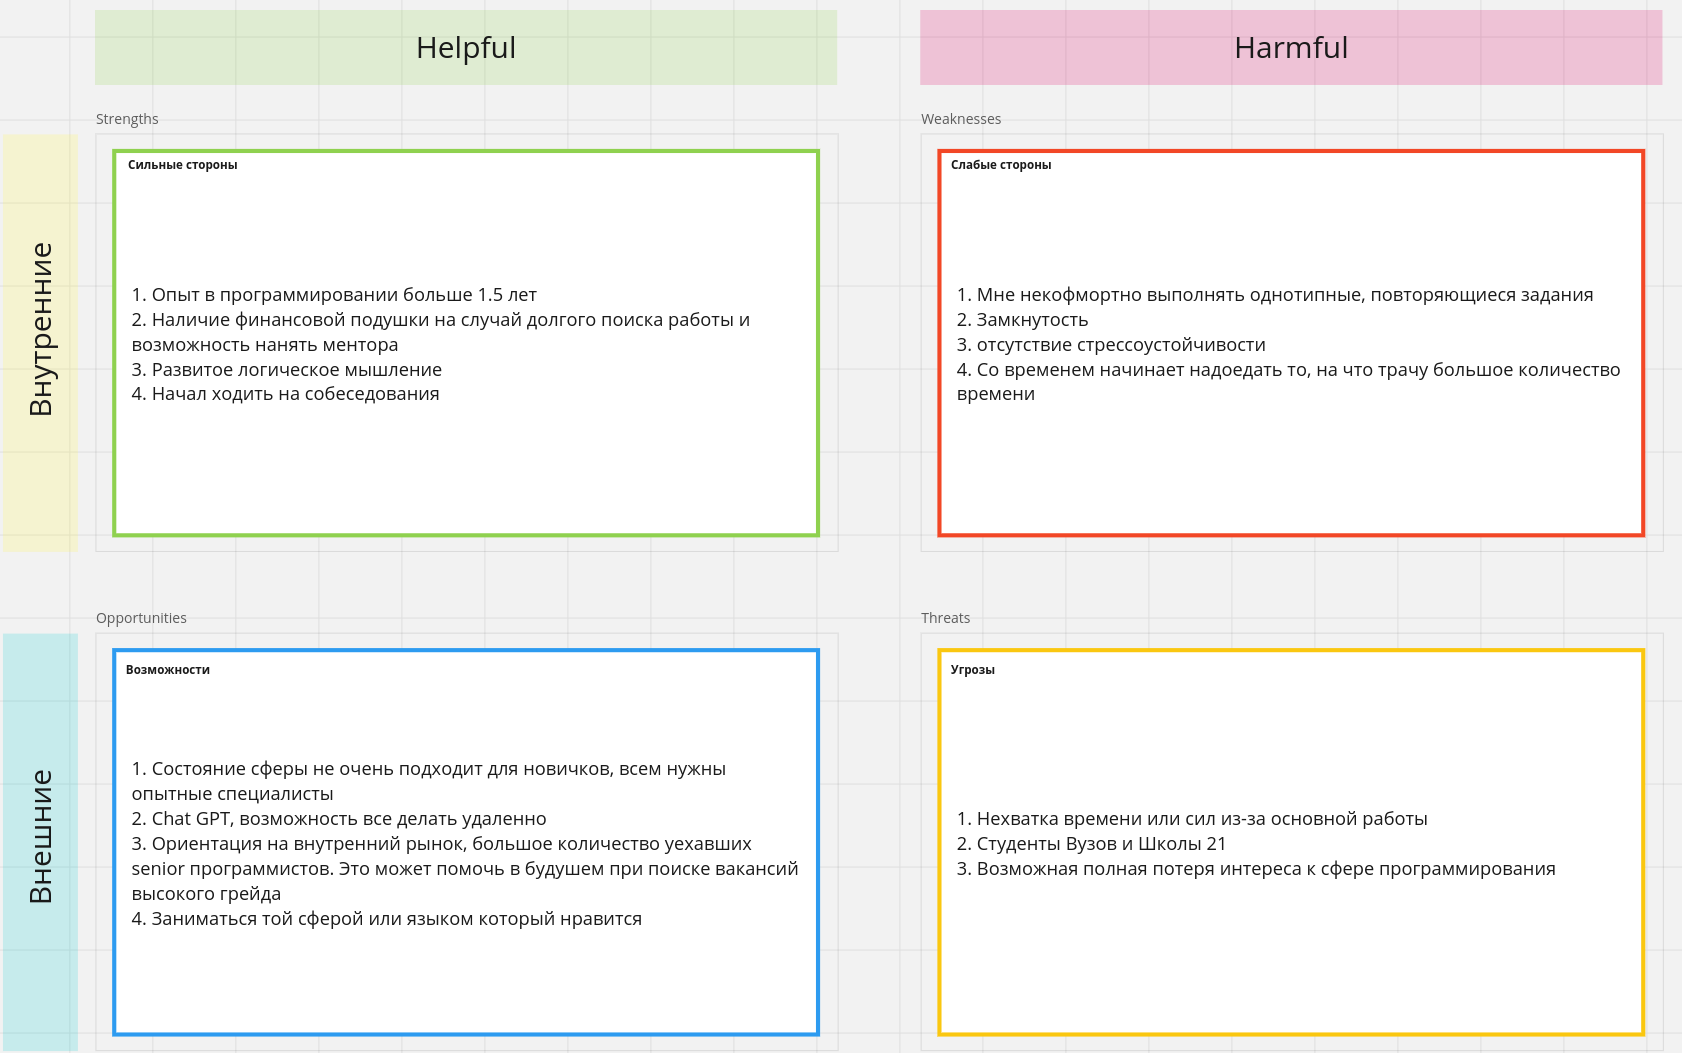 Helpful
Harmful
Strengths
Weaknesses
Внутренние
Сильные стороны
1. Опыт в программировании больше 1.5 лет
2. Наличие финансовой подушки на случай долгого поиска работы и
возможность нанять ментора
3. Развитое логическое мышление
4. Начал ходить на собеседования
Слабые стороны
1. Мне некофмортно выполнять однотипные, повторяющиеся задания
2. Замкнутость
3. отсутствие стрессоустойчивости
4. Со временем начинает надоедать то, на что трачу большое количество
времени
Opportunities
Threats
Внешние
Возможности
1. Состояние сферы не очень подходит для новичков, всем нужны
опытные специалисты
2. Chat GPT, возможность все делать удаленно
3. Ориентация на внутренний рынок, большое количество уехавших
senior программистов. Это может помочь в будушем при поиске вакансий
высокого грейда
4. Заниматься той сферой или языком который нравится
Угрозы
1. Нехватка времени или сил из-за основной работы
2. Студенты Вузов и Школы 21
3. Возможная полная потеря интереса к сфере программирования